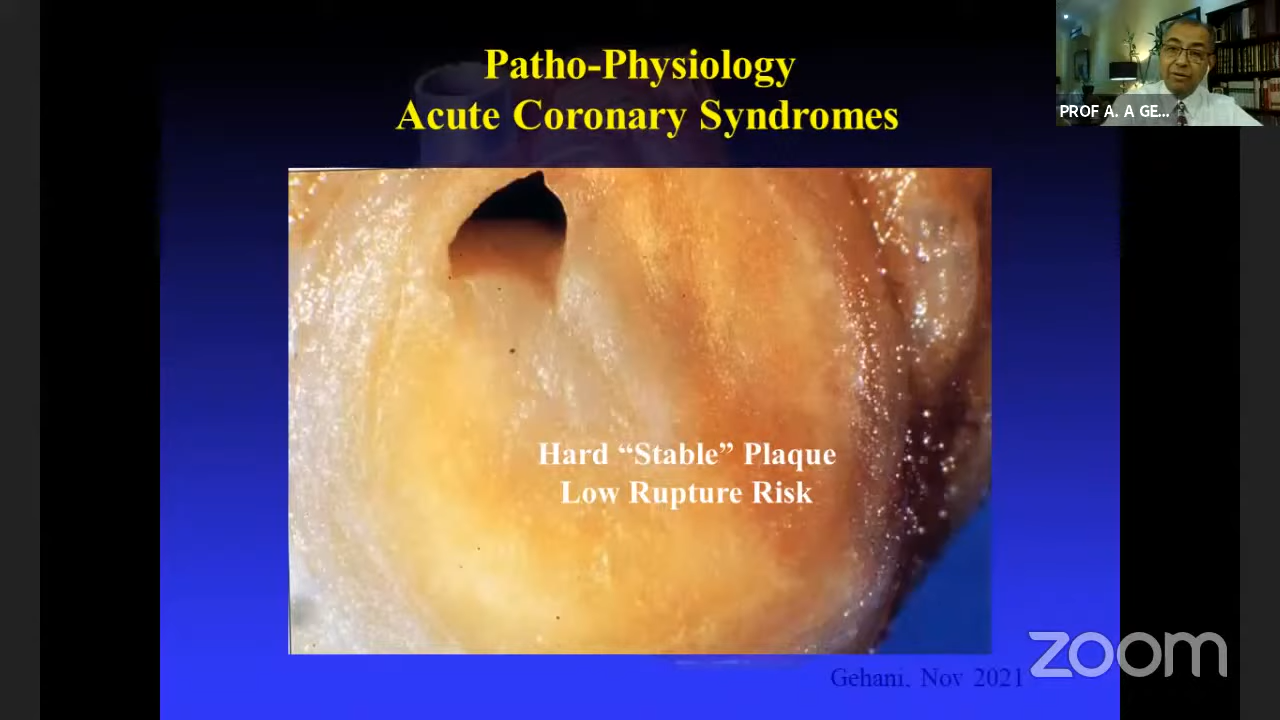 Patho-Physiology
Acute Coronary Syndromes
PROF A. A GE...
Hard “Stable” Plaque
Low Rupture Risk
Gehani, Nov 2021
zoom